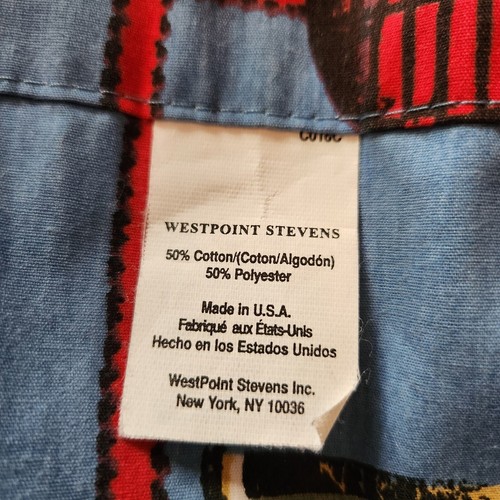 WESTPOINT STEVENS
50% Cotton/(Coton/Algodón)
50% Polyester
Made in U.S.A.
Fabriqué aux États-Unis
Hecho en los Estados Unidos
WestPoint Stevens Inc.
New York, NY 10036